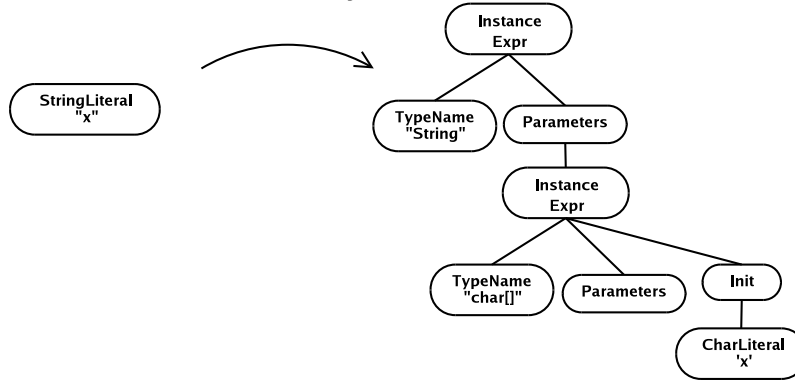 Instance
Expr
StringLiteral
"x"
TypeName
"String"
Parameters
Instance
Expr
TypeName
"char[]"
Parameters
Init
CharLiteral
'x'